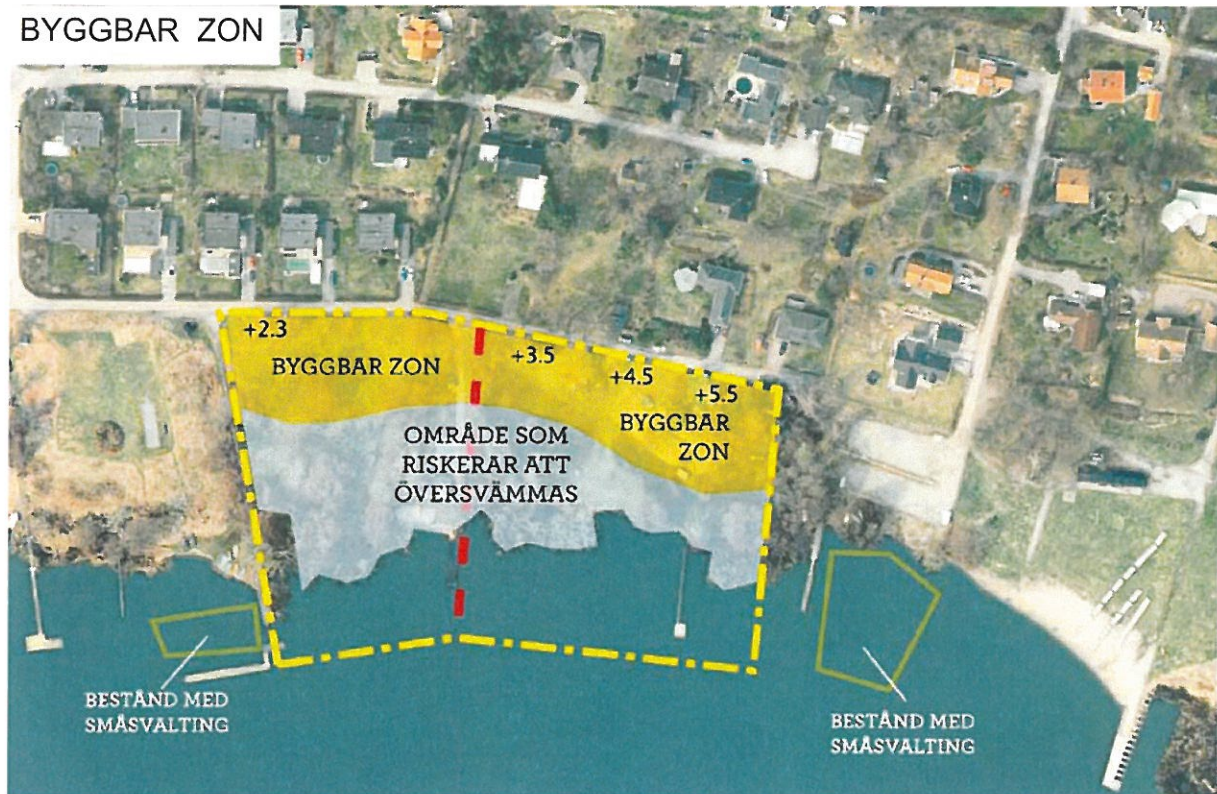 BYGGBAR ZON
+2.3
BYGGBAR ZON
+3.5
+4.5
+5.5
BYGGBAR
ZON
OMRÅDE SOM
RISKERAR ATT
ÖVERSVÄMMAS
BESTÅND MED
SMÅSVALTING
BESTÅND MED
SMÅSVALTING